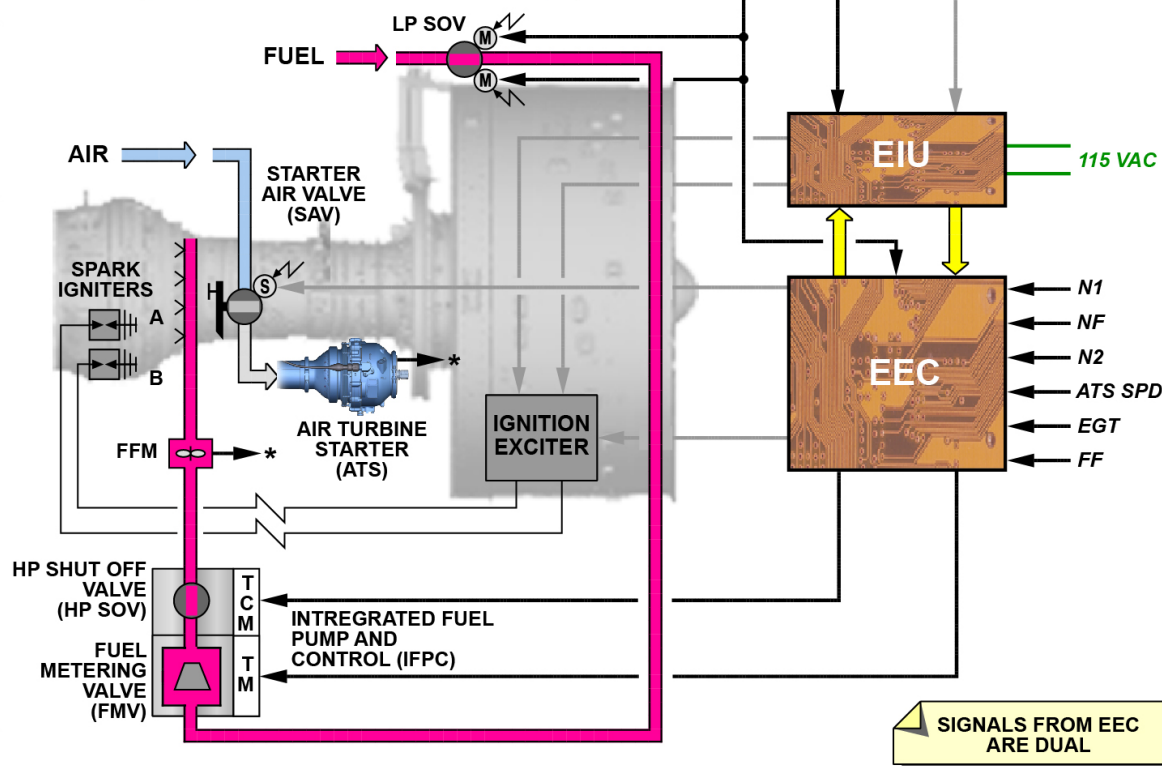 LP SOV
M
FUEL
M
AIR
EIU
115 VAC
STARTER
AIR VALVE
(SAV)
SPARK
IGNITERS
S
A
B
N1
NF
N2
ATS SPD
EGT
FF
EEC
*
AIR TURBINE
STARTER
(ATS)
IGNITION
EXCITER
FFM
*
HP SHUT OFF
VALVE
(HP SOV)
T
C
M
INTREGRATED FUEL
PUMP AND
CONTROL (IFPC)
FUEL
METERING
VALVE
(FMV)
T
M
SIGNALS FROM EEC
ARE DUAL